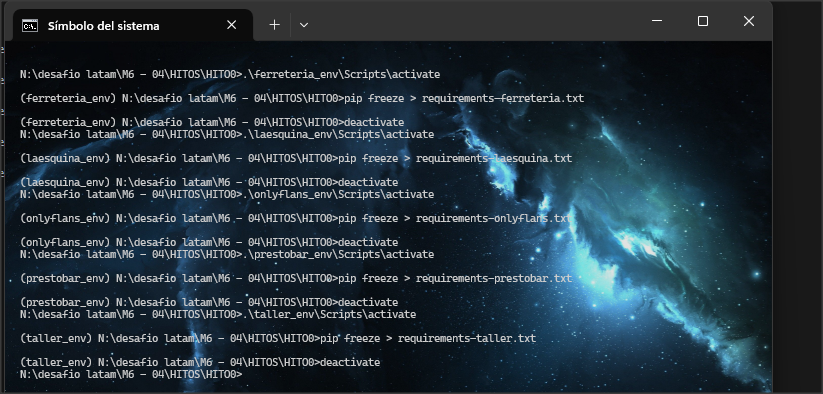 Símbolo del sistema
N:\desafio latam\M6 - 04\HITOS\HITO0>.\ferreteria_env\Scripts\activate
(ferreteria_env) N:\desafio latam\M6 - 04\HITOS\HITO0>pip freeze > requirements-ferreteria.txt
(ferreteria_env) N:\desafio latam\M6 - 04\HITOS\HITO0>deactivate
N:\desafio latam\M6 - 04\HITOS\HITO0>.\laesquina_env\Scripts\activate
(laesquina_env) N:\desafio latam\M6 - 04\HITOS\HITO0>pip freeze > requirements-laesquina.txt
(laesquina_env) N:\desafio latam\M6 - 04\HITOS\HITO0>deactivate
N:\desafio latam\M6 - 04\HITOS\HITO0>.\onlyflans_env\Scripts\activate
(onlyflans_env) N:\desafio latam\M6 - 04\HITOS\HITO0>pip freeze > requirements-onlyflans.txt
(onlyflans_env) N:\desafio latam\M6 - 04\HITOS\HITO0>deactivate
N:\desafio latam\M6 - 04\HITOS\HITO0>.\prestobar_env\Scripts\activate
(prestobar_env) N:\desafio latam\M6 - 04\HITOS\HITO0>pip freeze > requirements-prestobar.txt
(prestobar_env) N:\desafio latam\M6 - 04\HITOS\HITO0>deactivate
N:\desafio latam\M6 - 04\HITOS\HITO0>.\taller_env\Scripts\activate
(taller_env) N:\desafio latam\M6 - 04\HITOS\HITO0>pip freeze > requirements-taller.txt
(taller_env) N:\desafio latam\M6 - 04\HITOS\HITO0>deactivate
N:\desafio latam\M6 - 04\HITOS\HITO0>